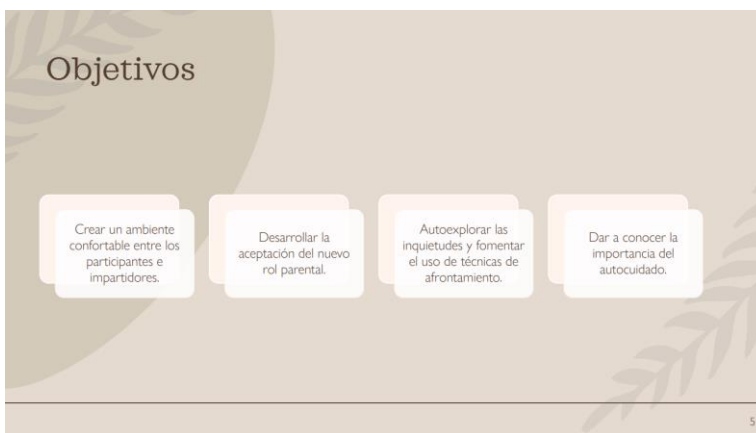 Objetivos
Crear un ambiente
confortable entre los
participantes e
impartidores.
Desarrollar la
aceptación del nuevo
rol parental.
Autoexplorar las
inquietudes y fomentar
el uso de técnicas de
afrontamiento.
Dar a conocer la
importancia del
autocuidado.
5